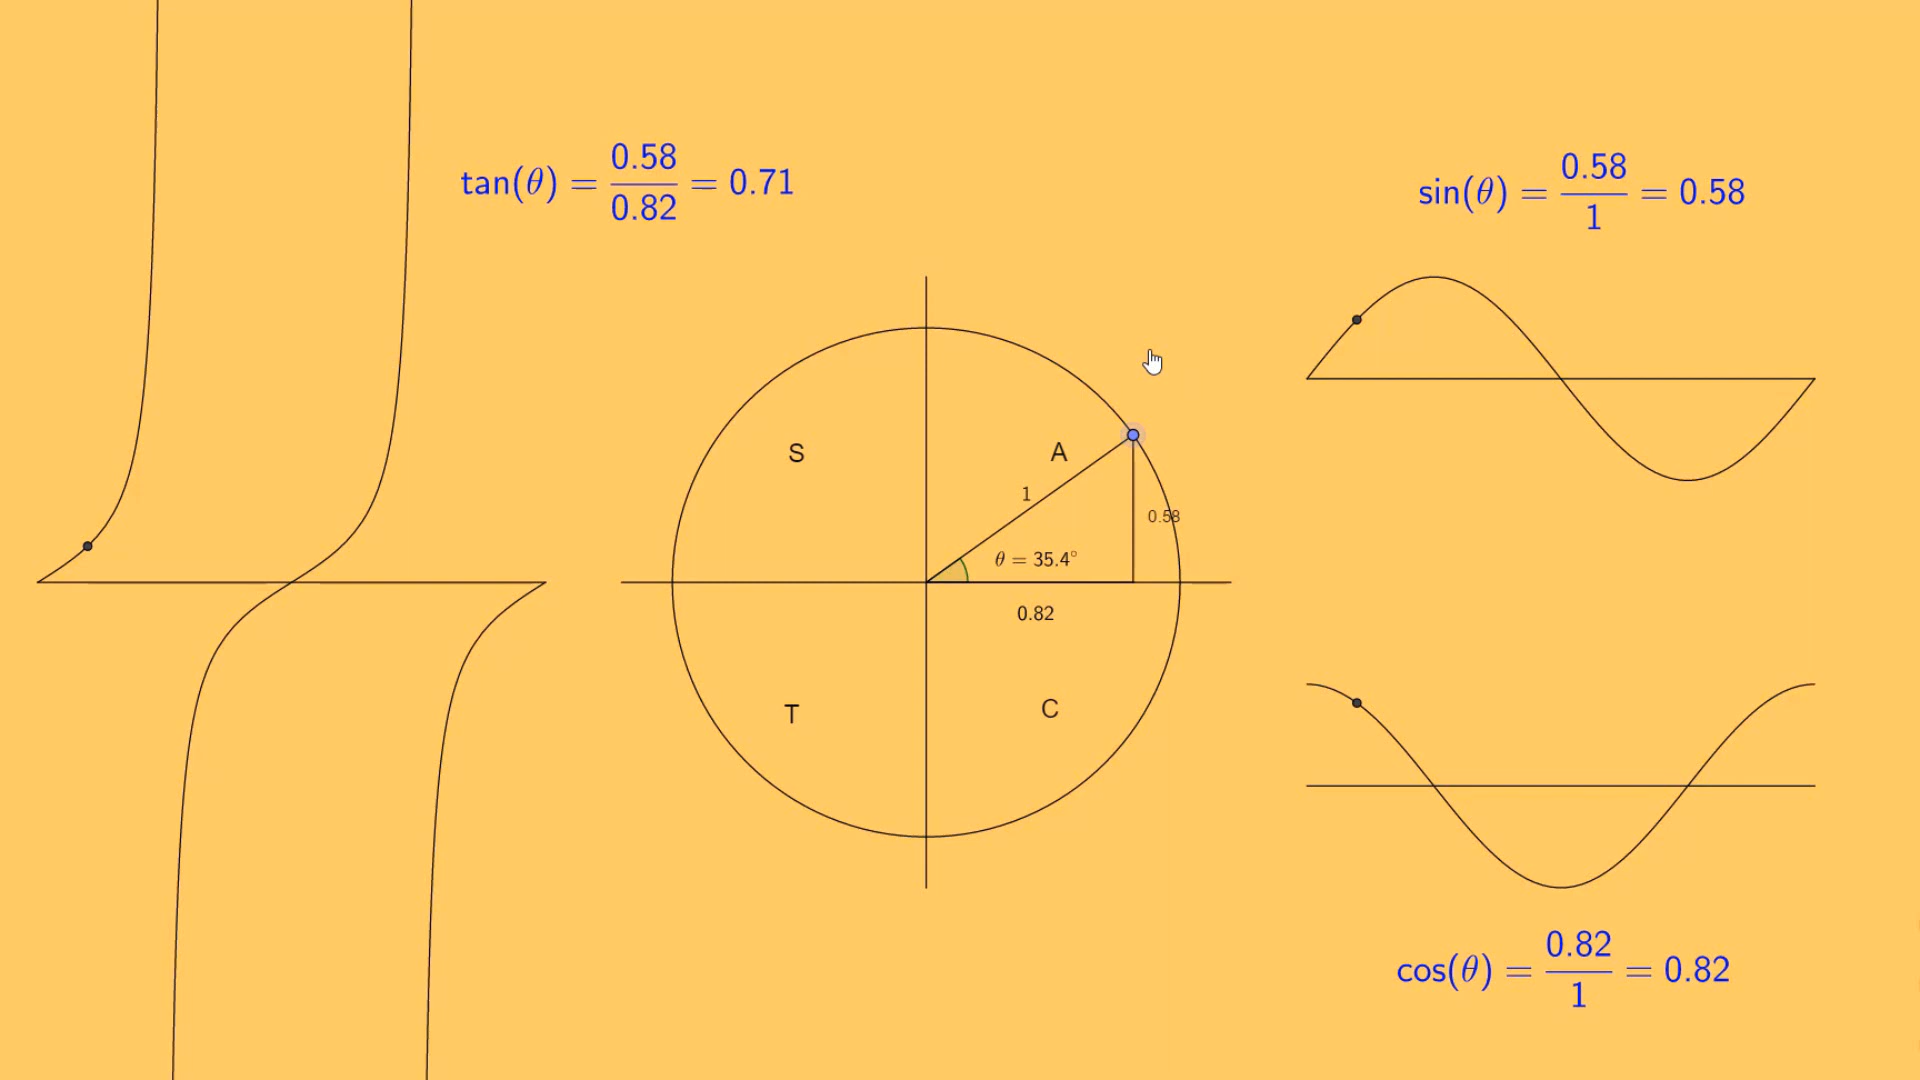 tan(θ) = 0.58/0.82 = 0.71
sin(θ) = 0.58/1 = 0.58
S
A
1
0.58
θ = 35.4°
0.82
T
C
cos(θ) = 0.82/1 = 0.82